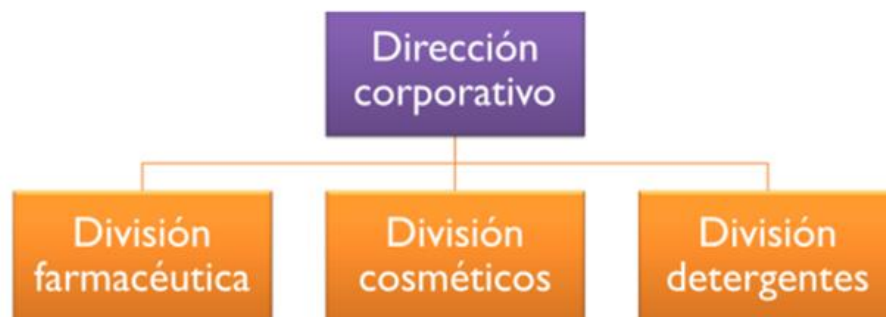 Dirección
corporativo
División
farmacéutica
División
cosméticos
División
detergentes